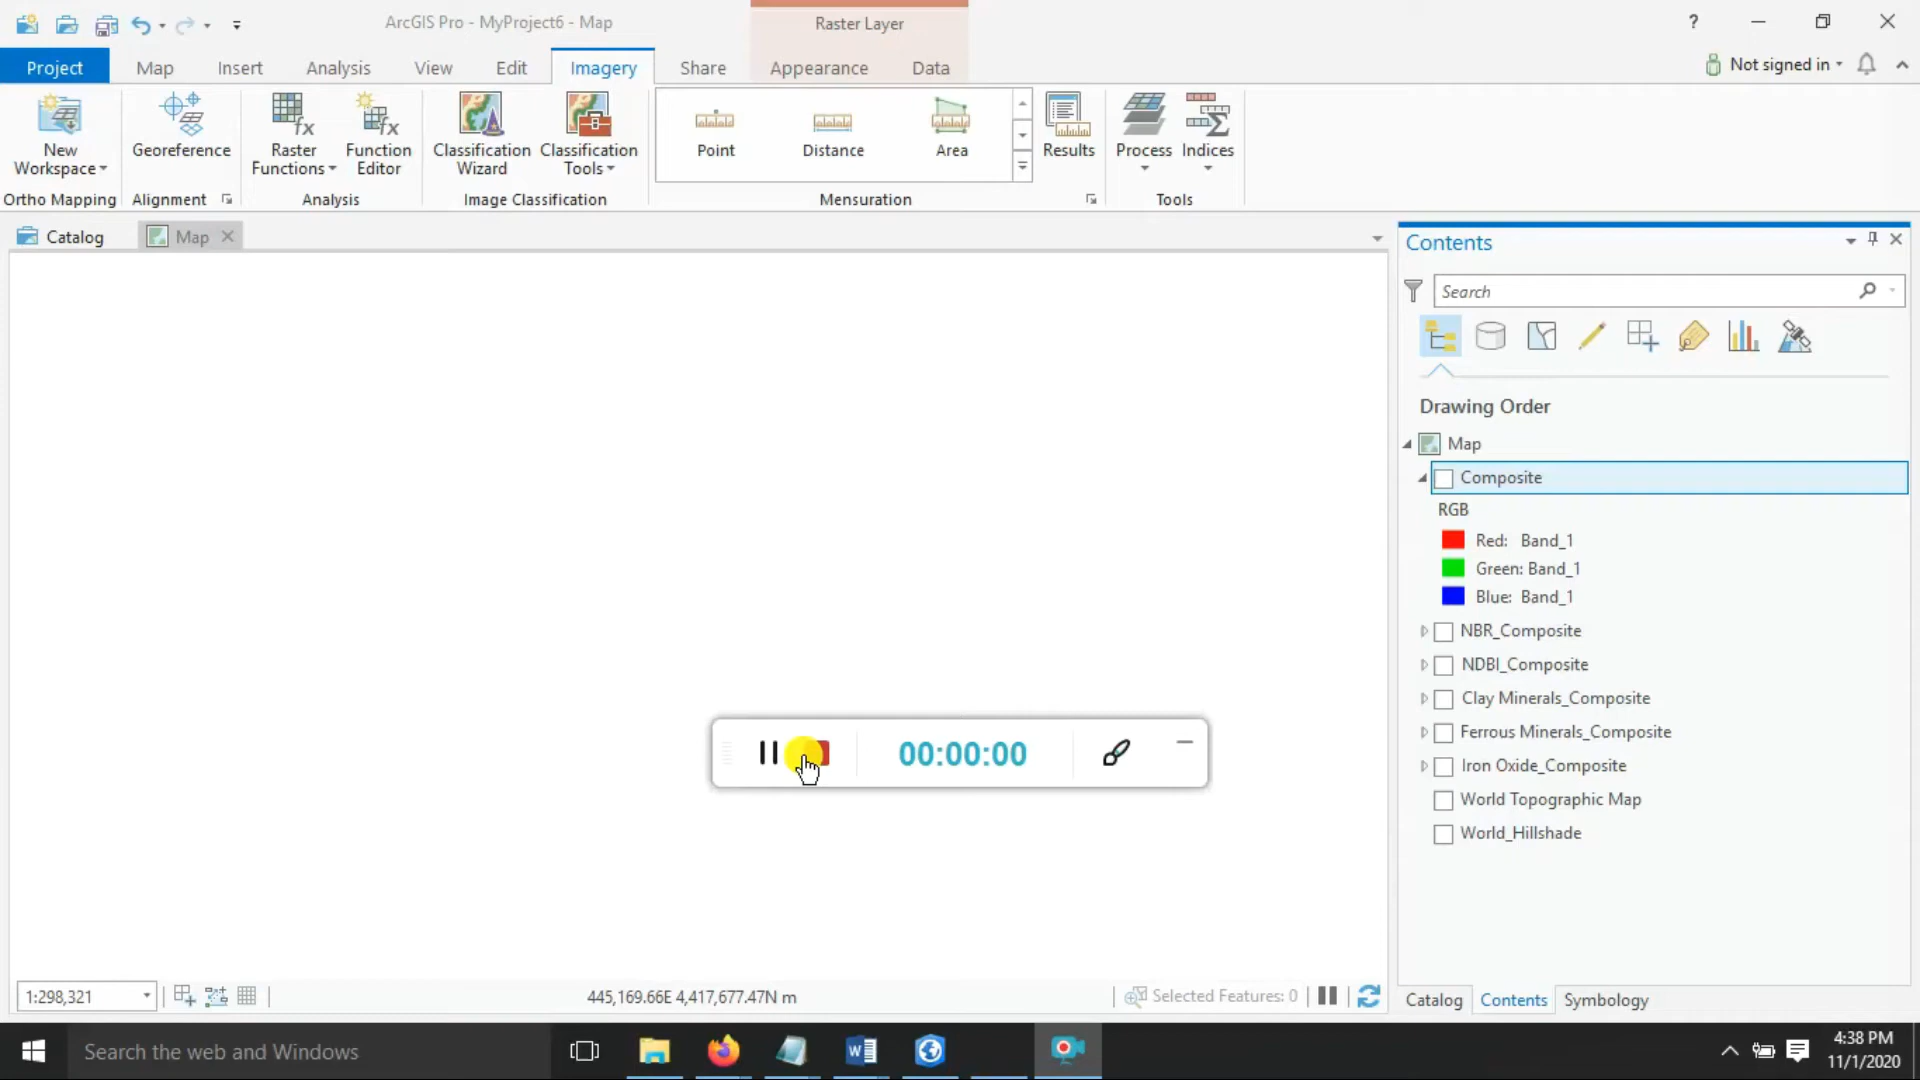 ArcGIS Pro - MyProject6 - Map
Raster Layer
?
Project
Map
Insert
Analysis
View
Edit
Imagery
Share
Appearance
Data
Not signed in
New Workspace
Georeference
Raster Functions
Function Editor
Classification Wizard
Classification Tools
Point
Distance
Area
Results
Process
Indices
Ortho Mapping
Alignment
Analysis
Image Classification
Mensuration
Tools
Catalog
Map
Contents
Search
Drawing Order
Map
Composite
RGB
Red: Band_1
Green: Band_1
Blue: Band_1
NBR_Composite
NDBI_Composite
Clay Minerals_Composite
Ferrous Minerals_Composite
Iron Oxide_Composite
World Topographic Map
World_Hillshade
00:00:00
1:298,321
445,169.66E 4,417,677.47N m
Selected Features: 0
Catalog
Contents
Symbology
Search the web and Windows
4:38 PM
11/1/2020